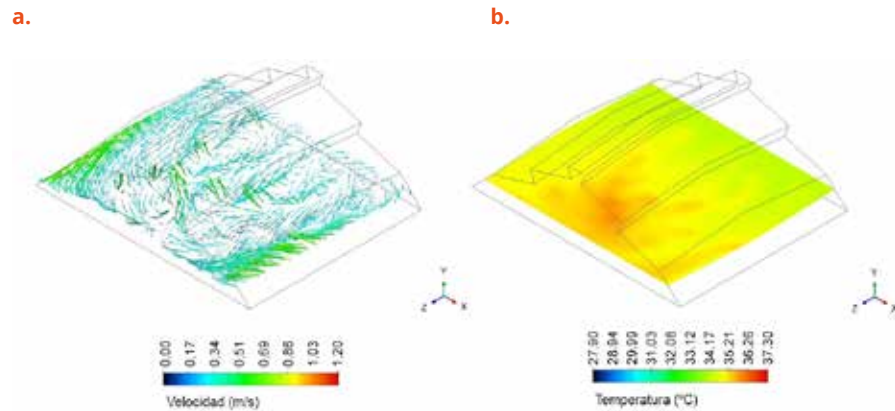 a.
b.
Y
Z
X
Y
Z
X
0.00
0.17
0.34
0.51
0.69
0.86
1.03
1.20
Velocidad (m/s)
27.90
28.94
29.99
31.03
32.08
33.12
34.17
35.21
36.26
37.30
Temperatura (°C)